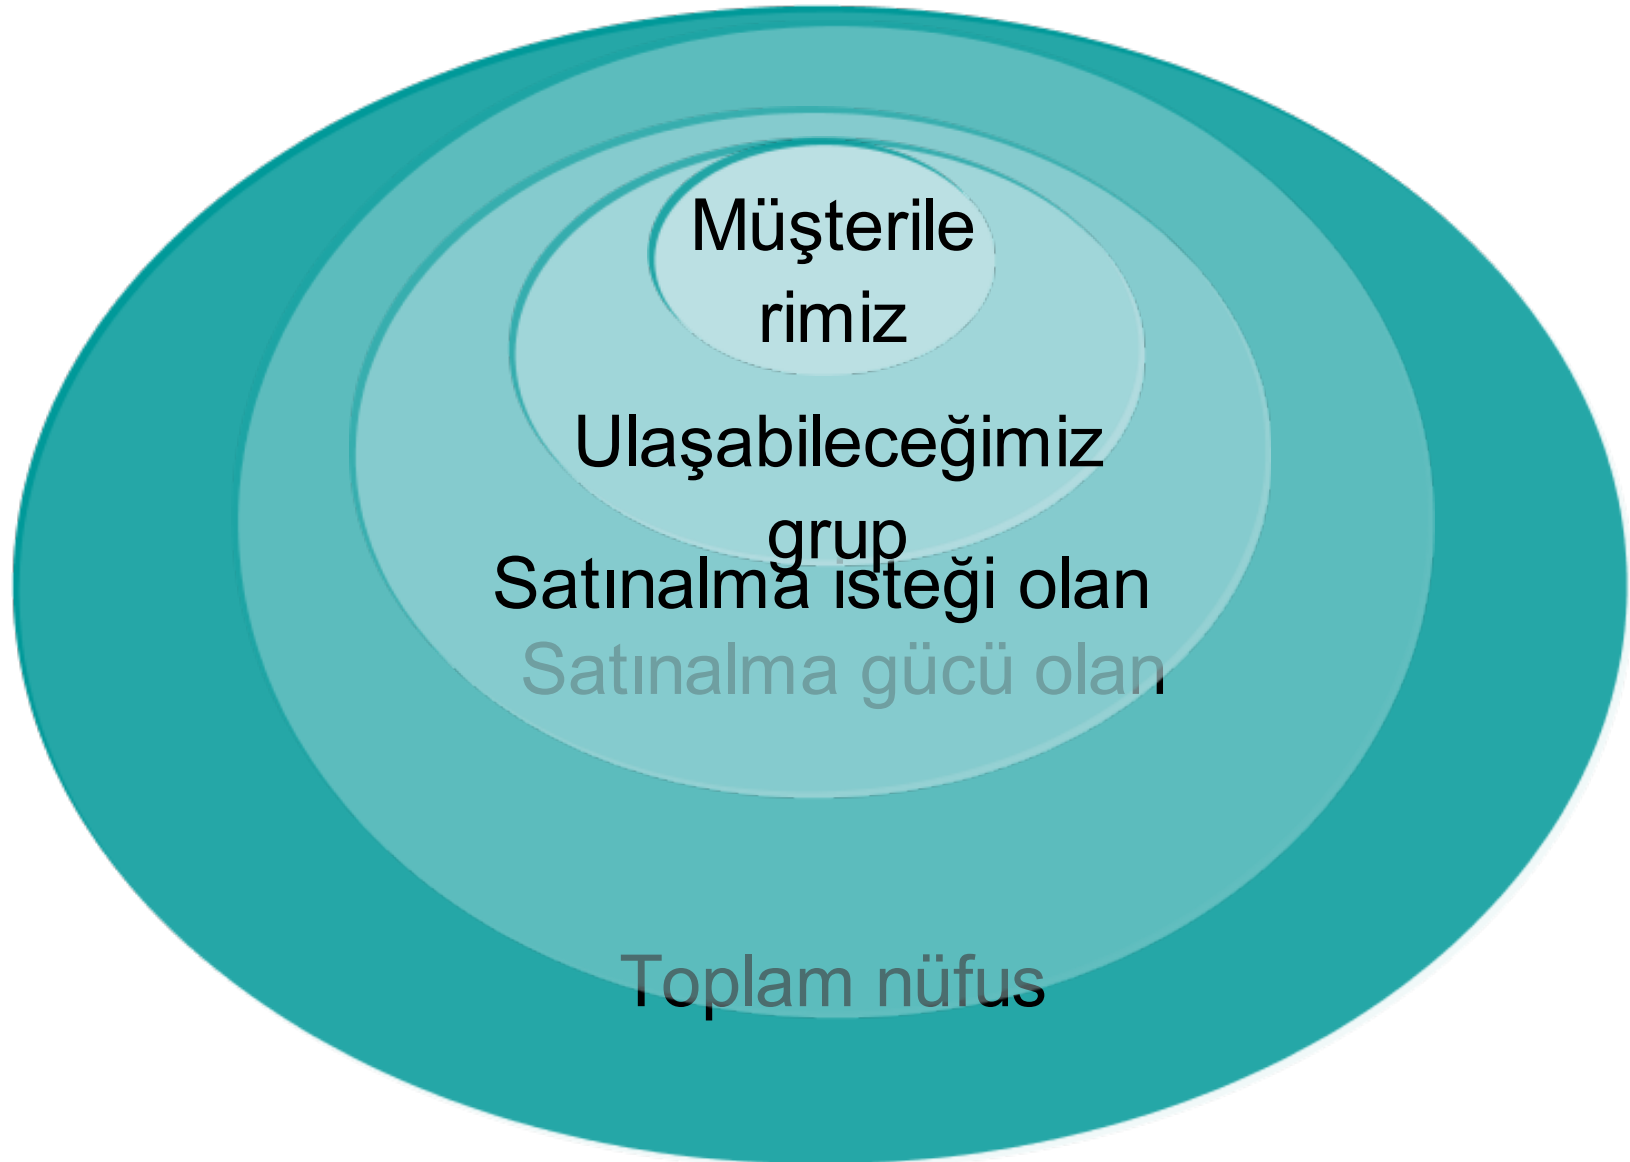 Müşterile
rimiz
Ulaşabileceğimiz
grup
Satınalma isteği olan
Satınalma gücü olan
Toplam nüfus